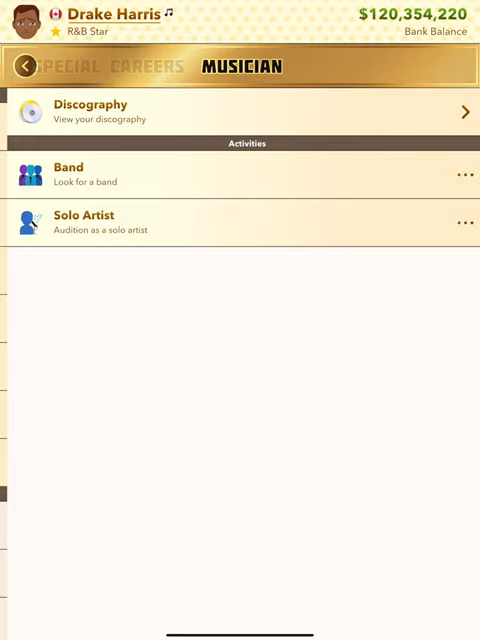 Drake Harris
$120,354,220
R&B Star
Bank Balance
SPECIAL CAREERS MUSICIAN
Discography
View your discography
Activities
Band
Look for a band
Solo Artist
Audition as a solo artist